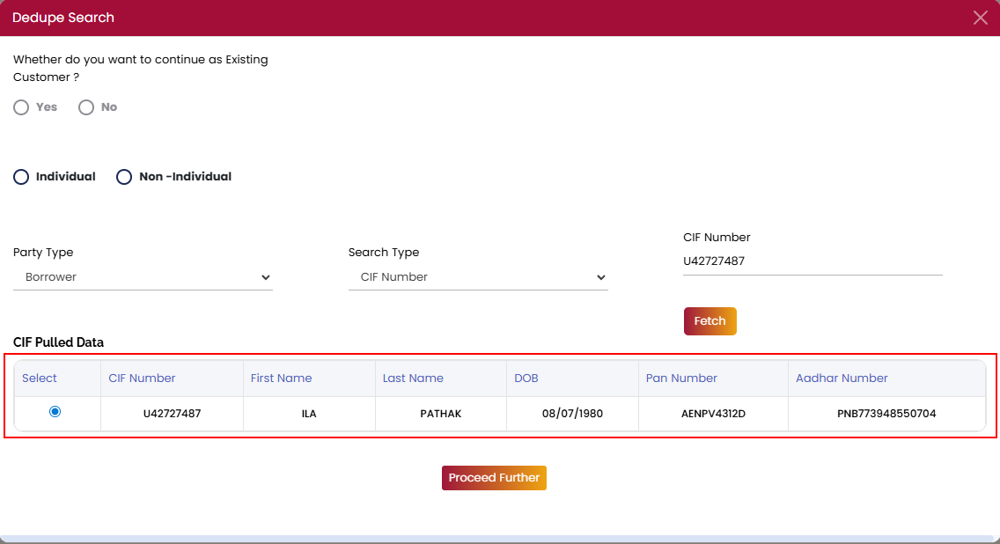 Dedupe Search
Whether do you want to continue as Existing
Customer ?
Yes No
Individual Non -Individual
CIF Number
Party Type Search Type
U42727487
Borrower CIF Number
Fetch
CIF Pulled Data
Select CIF Number First Name Last Name DOB Pan Number Aadhar Number
U42727487 ILA PATHAK 08/07/1980 AENPV4312D PNB773948550704
Proceed Further